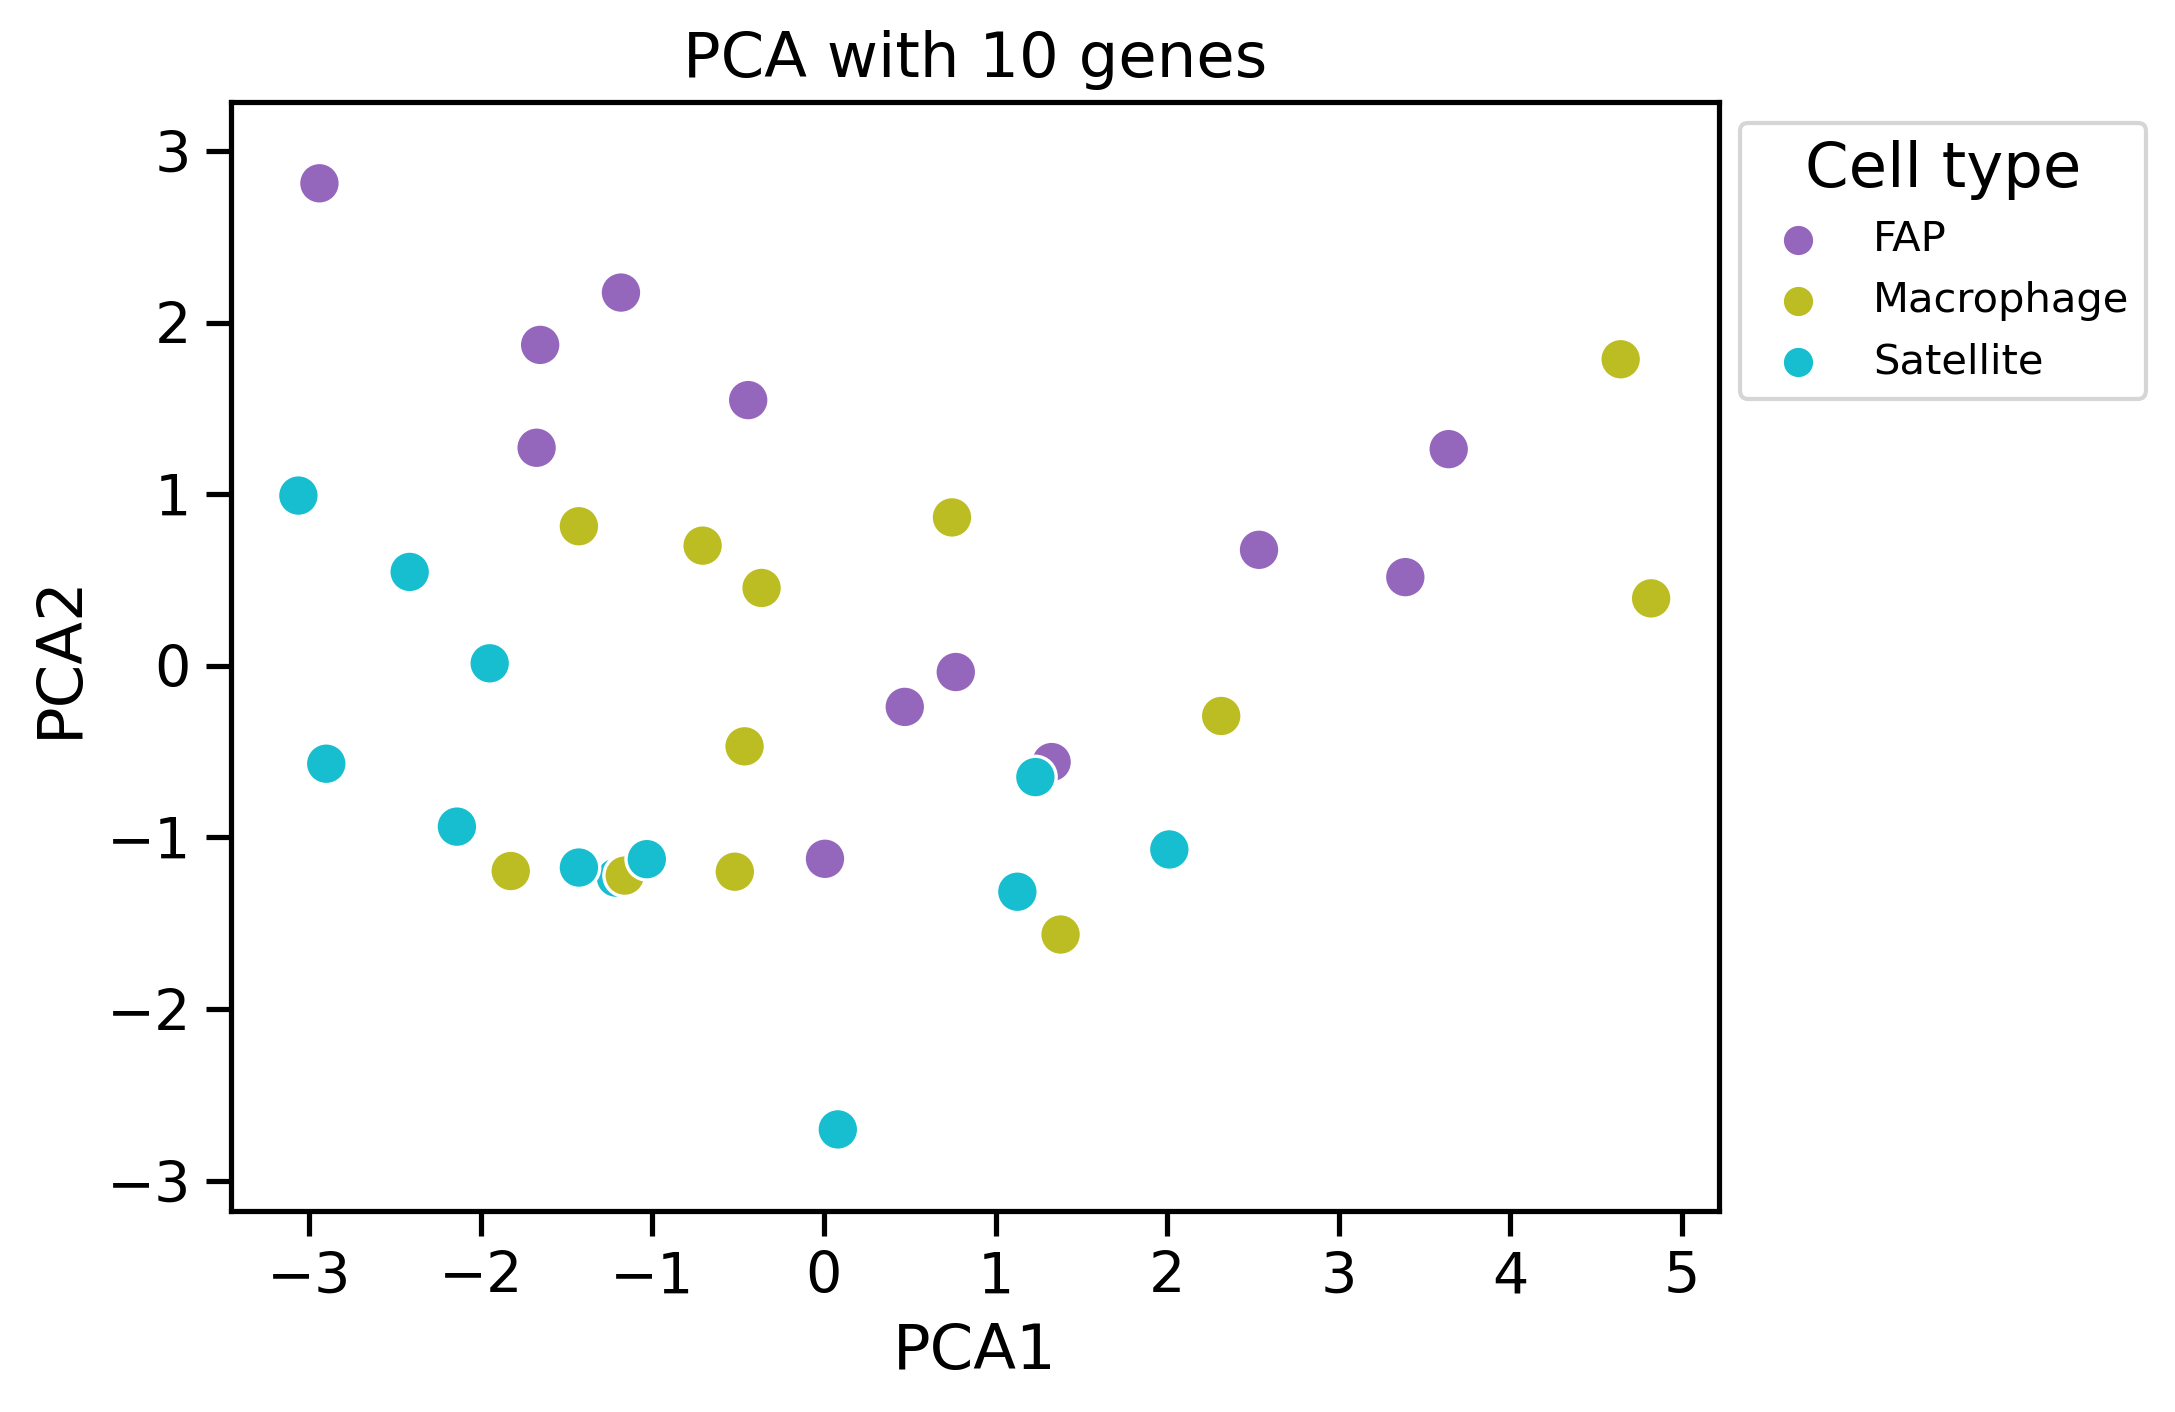 PCA with 10 genes
Cell type
FAP
Macrophage
Satellite
3
2
1
0
−1
−2
−3
PCA2
−3 −2 −1 0 1 2 3 4 5
PCA1